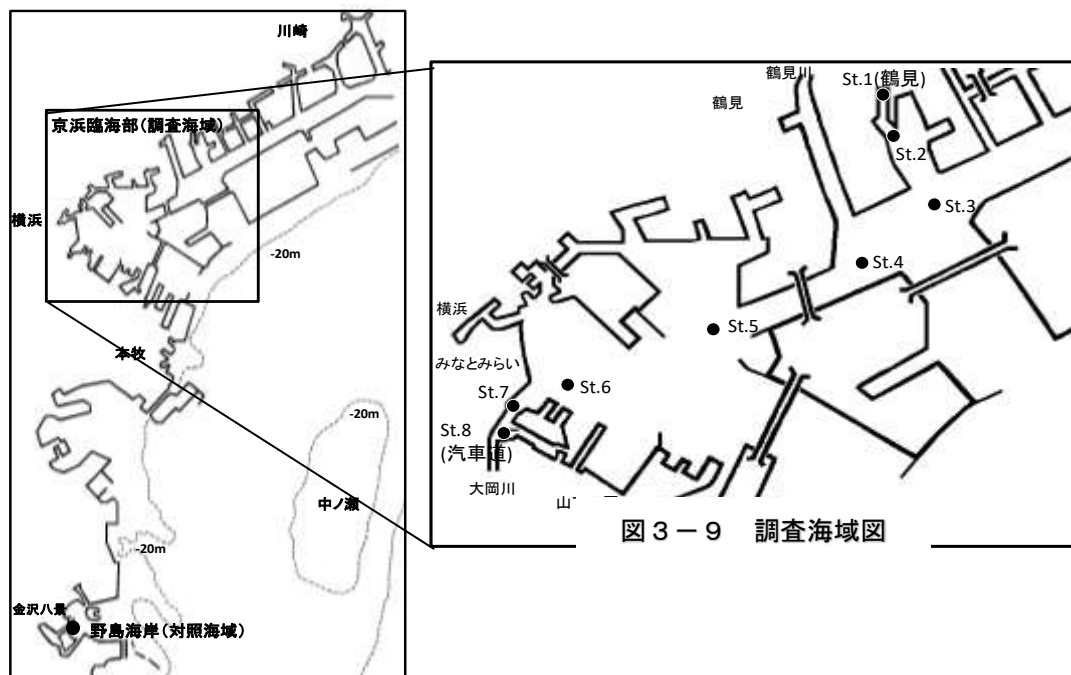 川崎
京浜臨海部(調査海域)
横浜
-20m
本牧
-20m
中ノ瀬
-20m
金沢八景
野島海岸(対照海域)
鶴見川
St.1(鶴見)
鶴見
St.2
St.3
St.4
横浜
St.5
みなとみらい
St.6
St.7
St.8
(汽車道)
大岡川
山下
図3-9 調査海域図